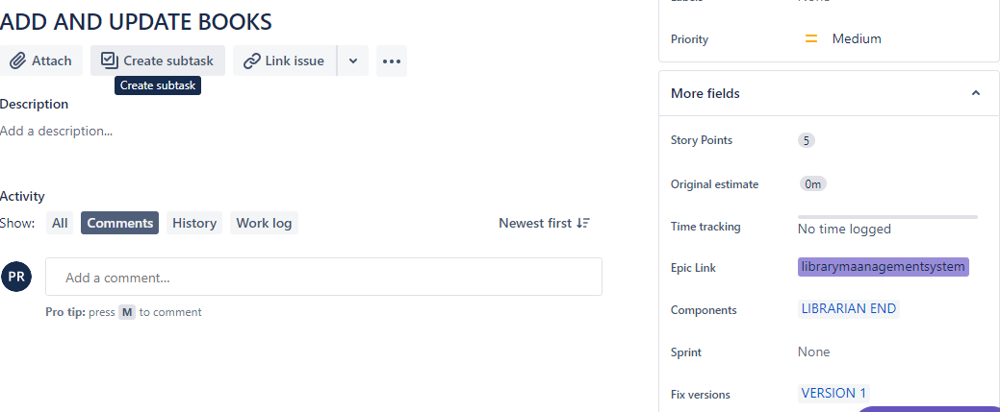 ADD AND UPDATE BOOKS
Attach
Create subtask
Link issue
Create subtask
Description
Add a description...
Activity
Show:
All
Comments
History
Work log
Newest first
PR
Add a comment...
Pro tip: press M to comment
Priority
Medium
More fields
Story Points
5
Original estimate
0m
Time tracking
No time logged
Epic Link
librarymaanagementsystem
Components
LIBRARIAN END
Sprint
None
Fix versions
VERSION 1